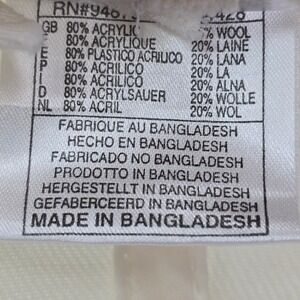 GB 80% ACRYLIC 20% WOOL
80% ACRYLIQUE 20% LAINE
E 80% PLASTICO ACRILICO 20% LANA
P 80% ACRILICO 20% LA
I 80% ACRILICO 20% ALNA
D 80% ACRYLSAUER 20% WOLLE
NL 80% ACRIL 20% WOL
FABRIQUE AU BANGLADESH
HECHO EN BANGLADESH
FABRICADO NO BANGLADESH
PRODOTTO IN BANGLADESH
HERGESTELLT IN BANGLADESH
GEFABERCEERD IN BANGLADESH
MADE IN BANGLADESH